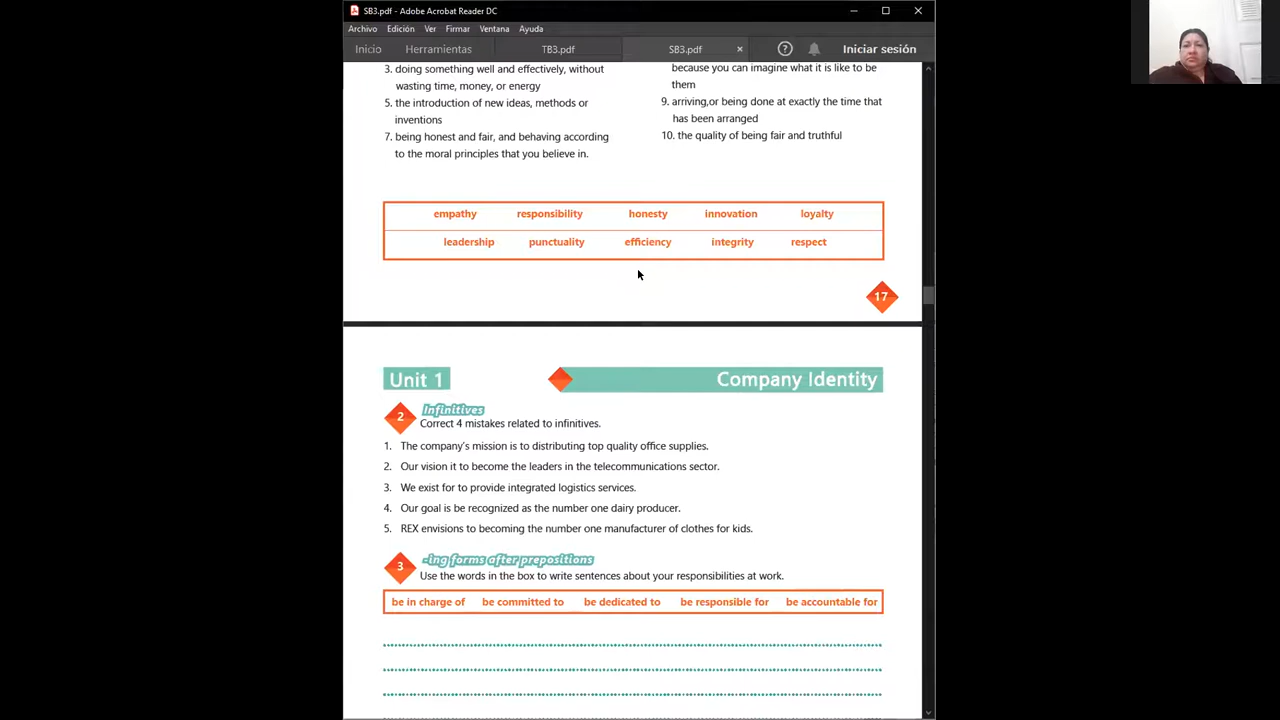 SB3.pdf - Adobe Acrobat Reader DC
Archivo Edición Ver Firmar Ventana Ayuda
Inicio Herramientas TB3.pdf SB3.pdf × ? Iniciar sesión
3. doing something well and effectively, without
wasting time, money, or energy
5. the introduction of new ideas, methods or
inventions
7. being honest and fair, and behaving according
to the moral principles that you believe in.
because you can imagine what it is like to be
them
9. arriving,or being done at exactly the time that
has been arranged
10. the quality of being fair and truthful
empathy responsibility honesty innovation loyalty
leadership punctuality efficiency integrity respect
17
Unit 1 Company Identity
2 Infinitives
Correct 4 mistakes related to infinitives.
1. The company's mission is to distributing top quality office supplies.
2. Our vision it to become the leaders in the telecommunications sector.
3. We exist for to provide integrated logistics services.
4. Our goal is be recognized as the number one dairy producer.
5. REX envisions to becoming the number one manufacturer of clothes for kids.
3 -ing forms after prepositions
Use the words in the box to write sentences about your responsibilities at work.
be in charge of be committed to be dedicated to be responsible for be accountable for